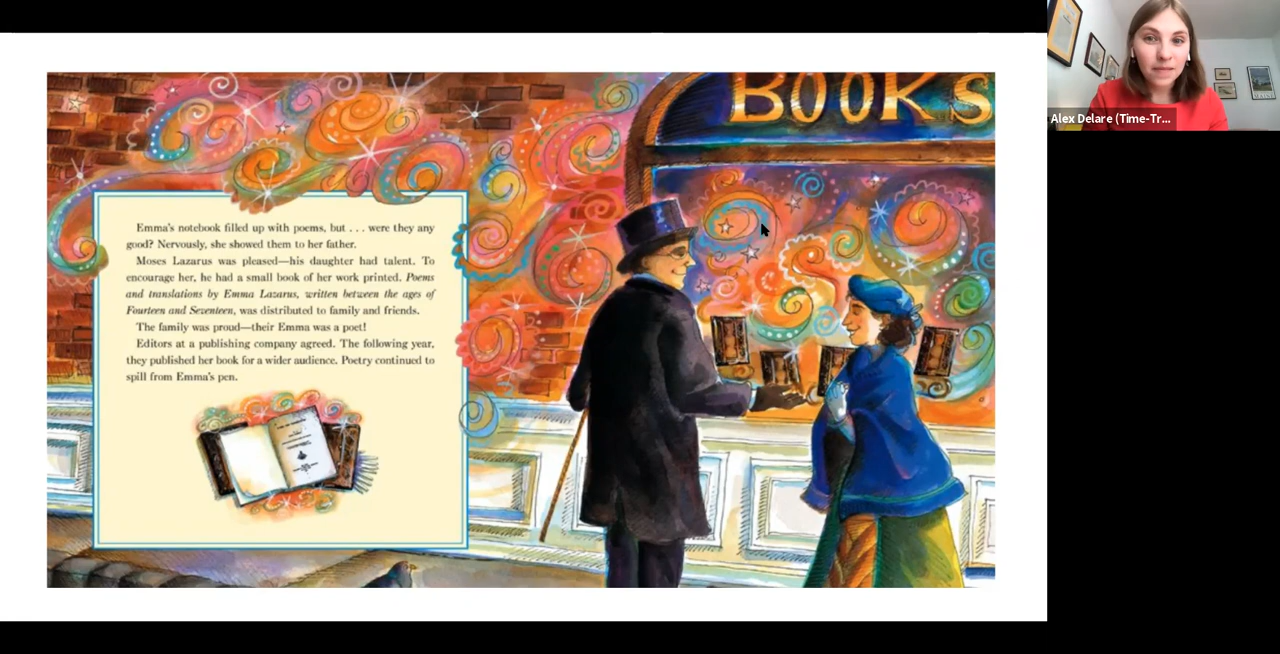 BOOKS
Emma's notebook filled up with poems, but . . . were they any
good? Nervously, she showed them to her father.
Moses Lazarus was pleased—his daughter had talent. To
encourage her, he had a small book of her work printed. Poems
and translations by Emma Lazarus, written between the ages of
Fourteen and Seventeen, was distributed to family and friends.
The family was proud—their Emma was a poet!
Editors at a publishing company agreed. The following year,
they published her book for a wider audience. Poetry continued to
spill from Emma's pen.
Alex Delare (Time-Tr...